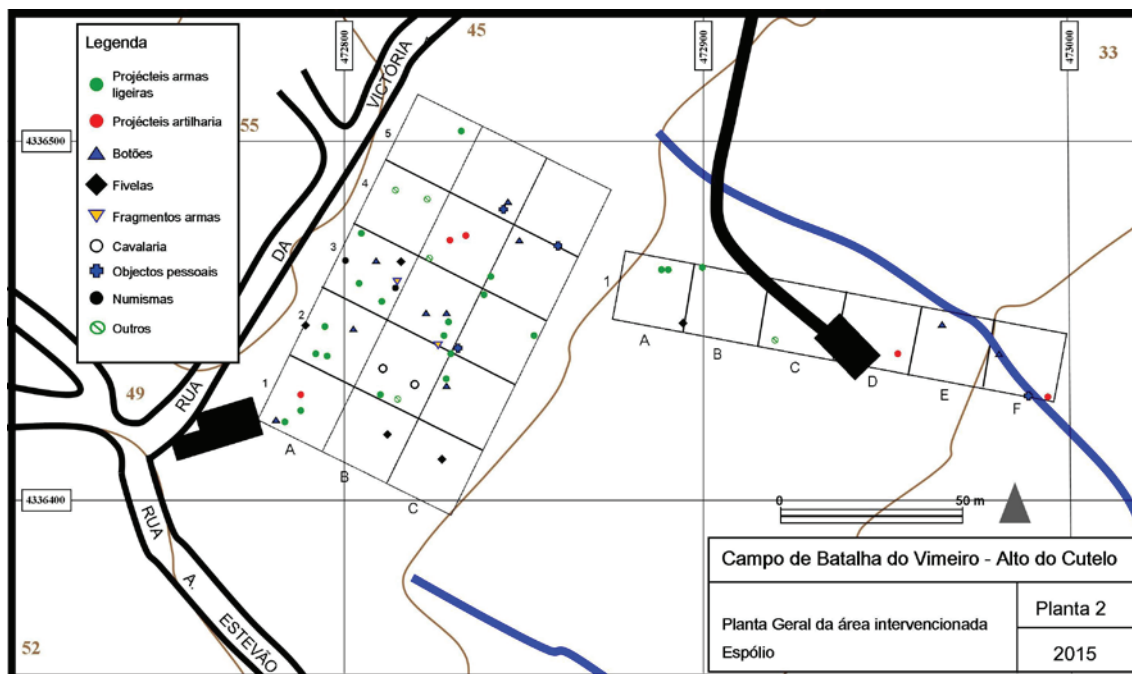 Legenda
Projécteis armas
ligeiras
Projécteis artilharia
Botões
Fivelas
Fragmentos armas
Cavalaria
Objectos pessoais
Numismas
Outros
472800
472900
473000
4336500
4336400
45
33
55
49
52
RUA
DA
VICTÓRIA
RUA
A.
ESTEVÃO
5
4
3
2
1
A
B
C
1
A
B
C
D
E
F
0
50 m
Campo de Batalha do Vimeiro - Alto do Cutelo
Planta Geral da área intervencionada
Espólio
Planta 2
2015